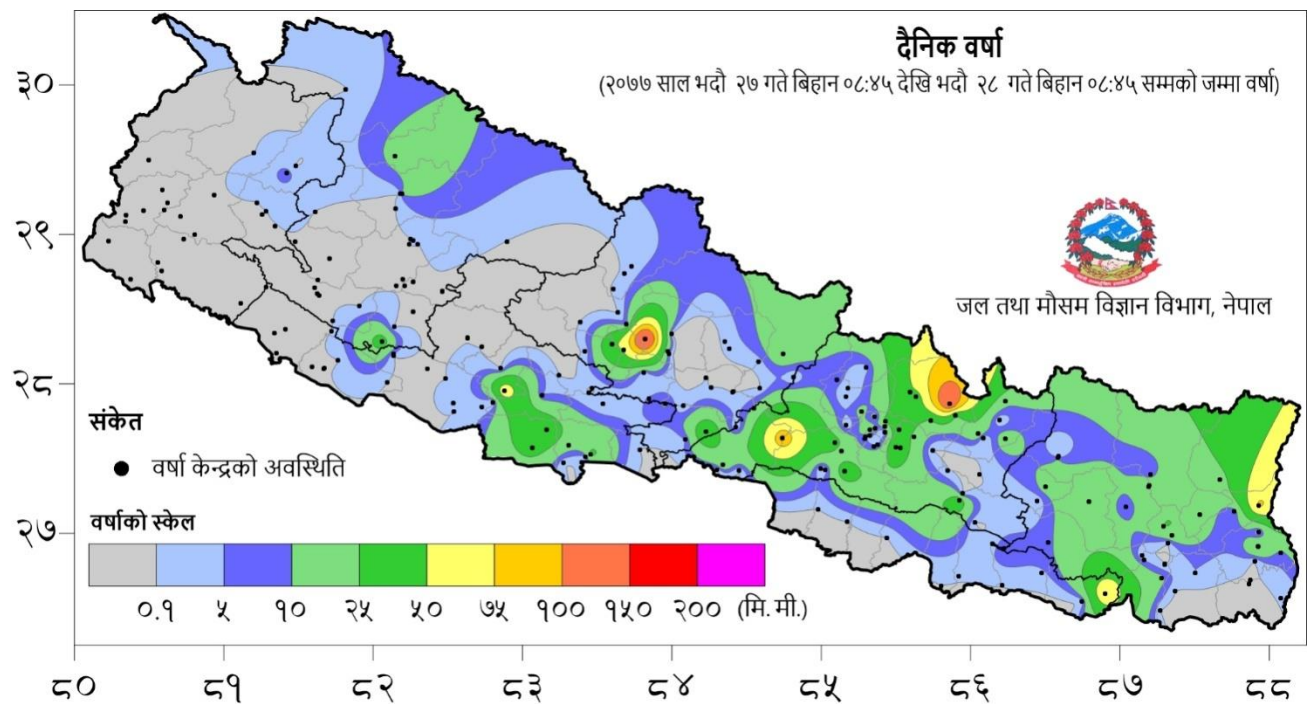 दैनिक वर्षा
(२०७७ साल भदौ २७ गते बिहान ०८:४५ देखि भदौ २८ गते बिहान ०८:४५ सम्मको जम्मा वर्षा)
३०
२९
२८
२७
जल तथा मौसम विज्ञान विभाग, नेपाल
संकेत
वर्षा केन्द्रको अवस्थिति
वर्षाको स्केल
०.१ ५ १० २५ ५० ७५ १०० १५० २०० (मि. मी.)
८० ८१ ८२ ८३ ८४ ८५ ८६ ८७ ८८